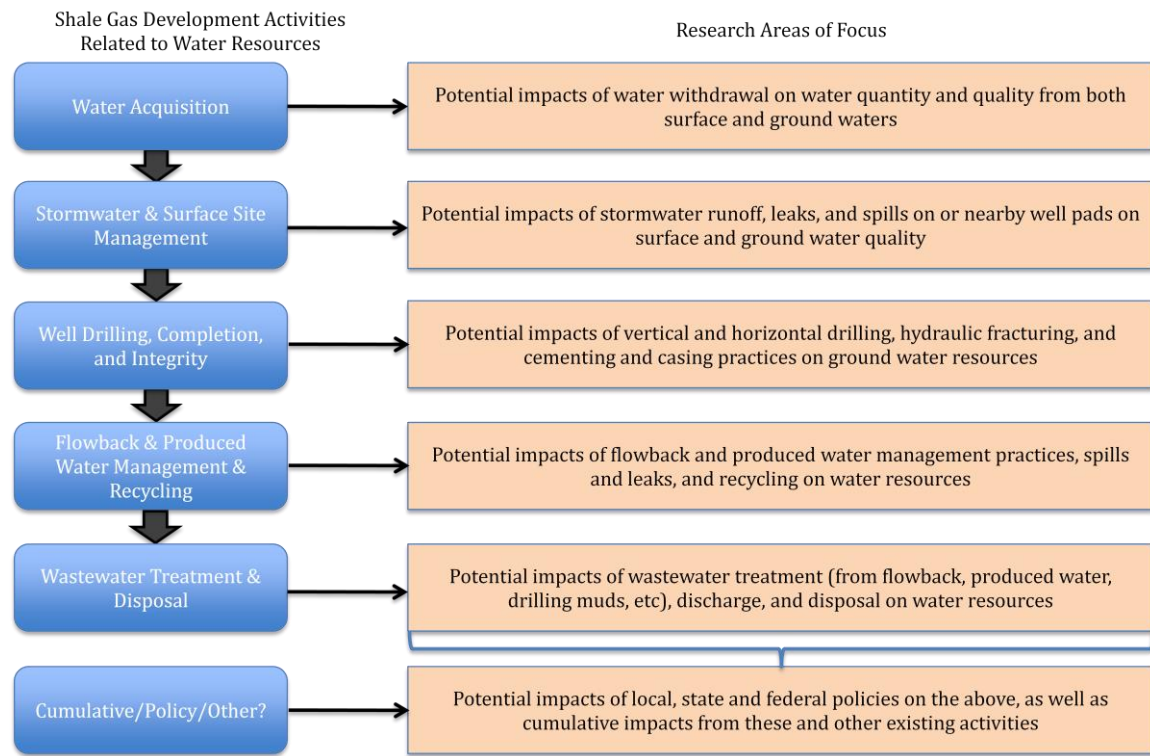 Shale Gas Development Activities
Related to Water Resources
Research Areas of Focus
Water Acquisition
Potential impacts of water withdrawal on water quantity and quality from both
surface and ground waters
Stormwater & Surface Site
Management
Potential impacts of stormwater runoff, leaks, and spills on or nearby well pads on
surface and ground water quality
Well Drilling, Completion,
and Integrity
Potential impacts of vertical and horizontal drilling, hydraulic fracturing, and
cementing and casing practices on ground water resources
Flowback & Produced
Water Management &
Recycling
Potential impacts of flowback and produced water management practices, spills
and leaks, and recycling on water resources
Wastewater Treatment &
Disposal
Potential impacts of wastewater treatment (from flowback, produced water,
drilling muds, etc), discharge, and disposal on water resources
Cumulative/Policy/Other?
Potential impacts of local, state and federal policies on the above, as well as
cumulative impacts from these and other existing activities